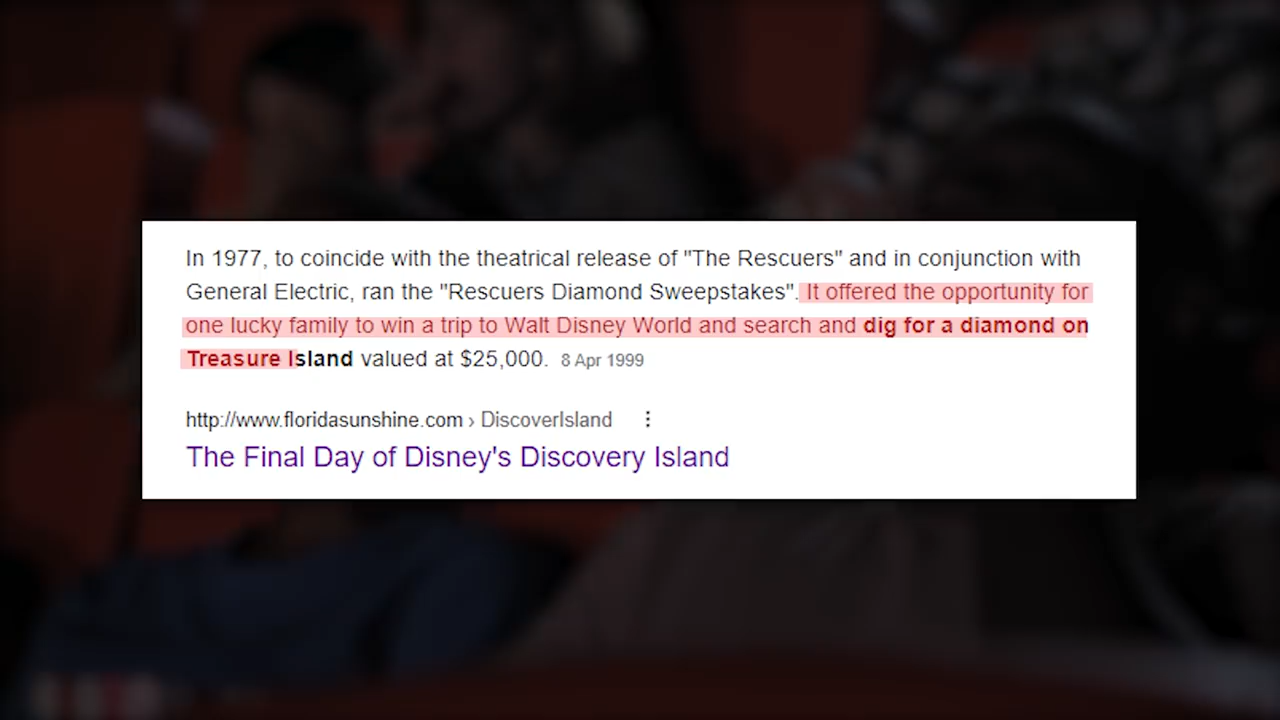 In 1977, to coincide with the theatrical release of "The Rescuers" and in conjunction with
General Electric, ran the "Rescuers Diamond Sweepstakes". It offered the opportunity for
one lucky family to win a trip to Walt Disney World and search and dig for a diamond on
Treasure Island valued at $25,000. 8 Apr 1999
http://www.floridasunshine.com › DiscoverIsland ⋮
The Final Day of Disney's Discovery Island